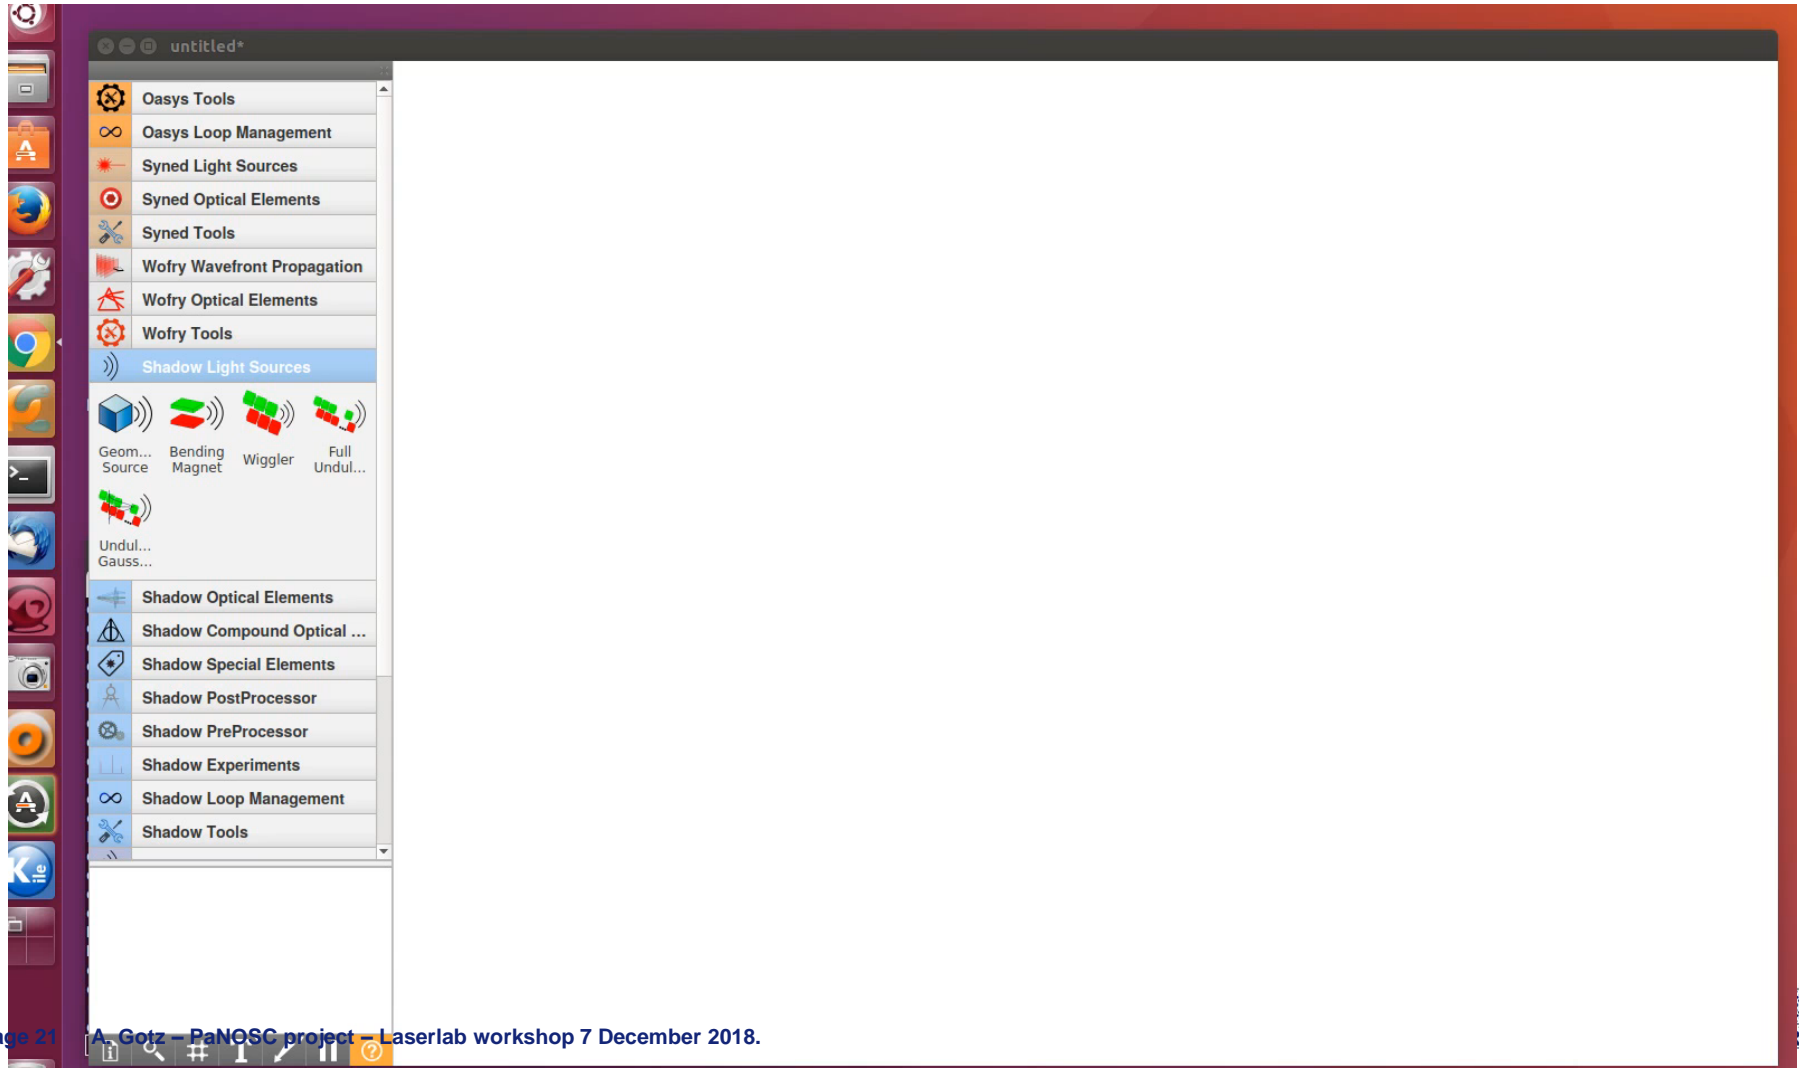 untitled*
Oasys Tools
Oasys Loop Management
Syned Light Sources
Syned Optical Elements
Syned Tools
Wofry Wavefront Propagation
Wofry Optical Elements
Wofry Tools
Shadow Light Sources
Geom... Bending Wiggler Full
Source Magnet Undul...
Undul...
Gauss...
Shadow Optical Elements
Shadow Compound Optical ...
Shadow Special Elements
Shadow PostProcessor
Shadow PreProcessor
Shadow Experiments
Shadow Loop Management
Shadow Tools
age 21 A. Gotz – PaNOSC project – Laserlab workshop 7 December 2018.